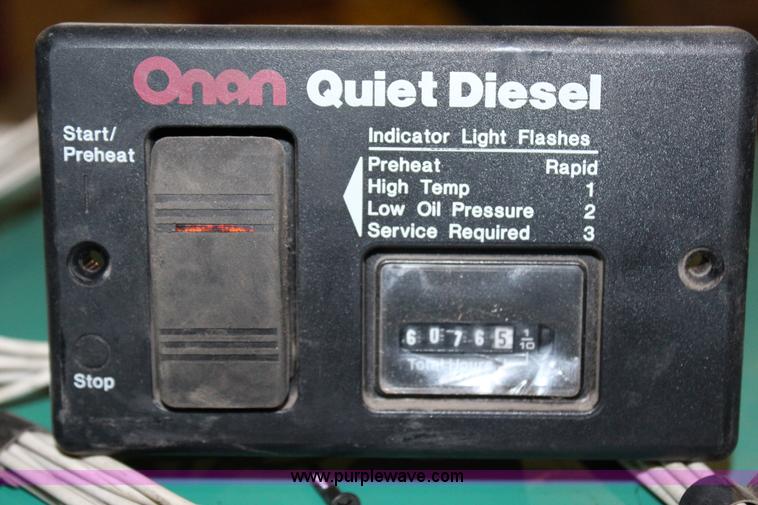 Onan Quiet Diesel
Start/
Preheat
Indicator Light Flashes
Preheat Rapid
High Temp 1
Low Oil Pressure 2
Service Required 3
6 0 7 6 5 1/10
Total Hours
Stop
www.purplewave.com